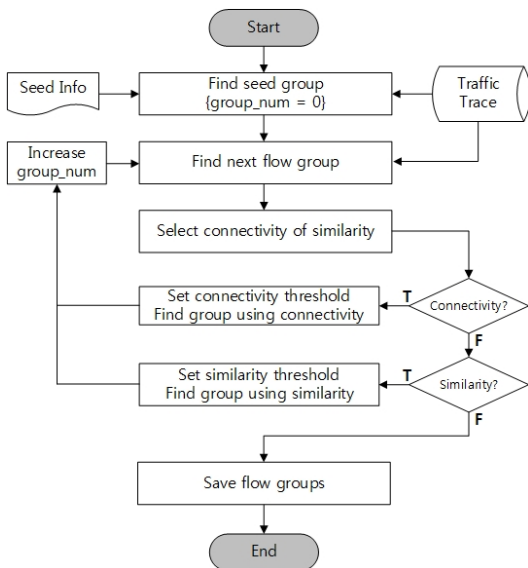 Start
Seed Info
Find seed group
{group_num = 0}
Traffic
Trace
Increase
group_num
Find next flow group
Select connectivity of similarity
Set connectivity threshold
Find group using connectivity
T
Connectivity?
F
Set similarity threshold
Find group using similarity
T
Similarity?
F
Save flow groups
End